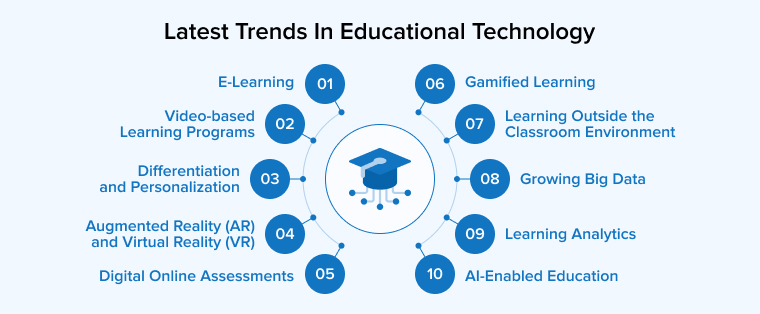 Latest Trends In Educational Technology
E-Learning
01
Video-based
Learning Programs
02
Differentiation
and Personalization
03
Augmented Reality (AR)
and Virtual Reality (VR)
04
Digital Online Assessments
05
06
Gamified Learning
07
Learning Outside the
Classroom Environment
08
Growing Big Data
09
Learning Analytics
10
AI-Enabled Education